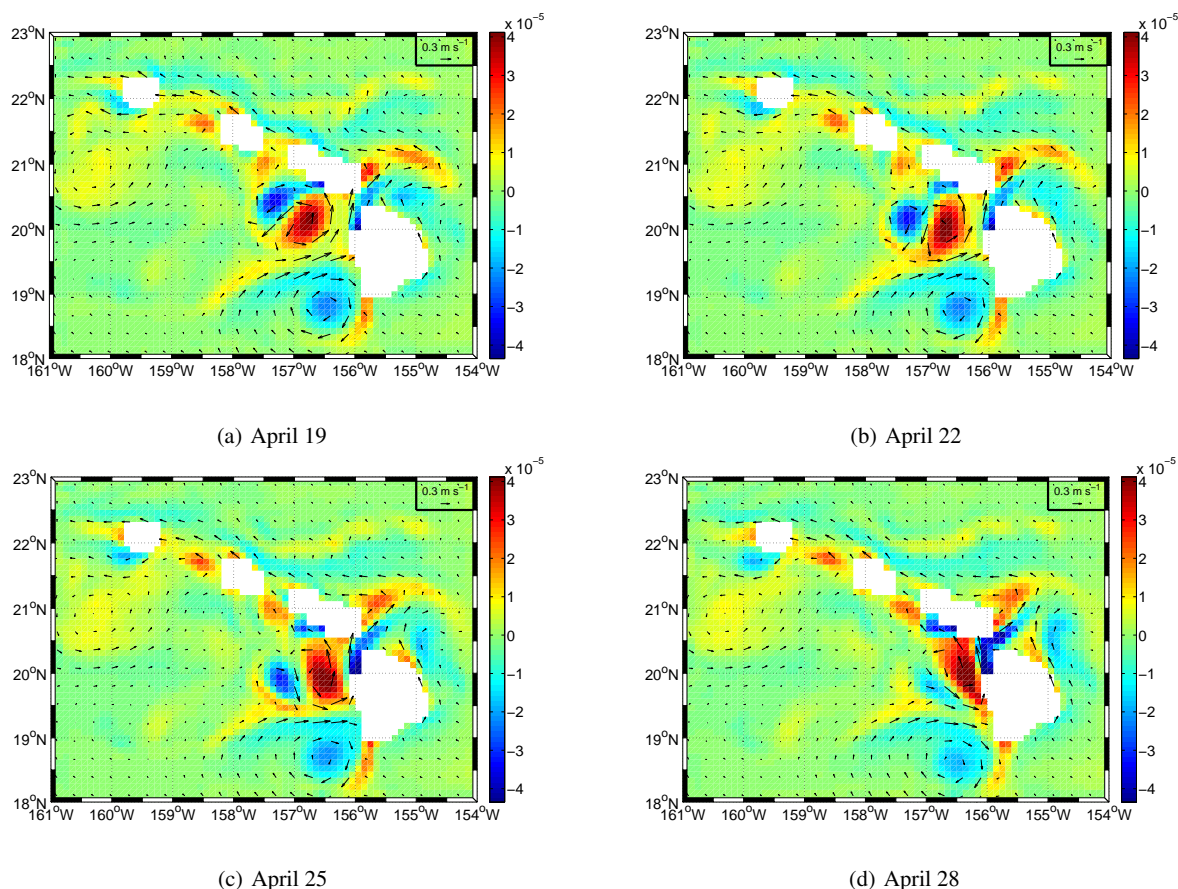 x 10⁻⁵ x 10⁻⁵
23°N 0.3 m s⁻¹ 4 23°N 0.3 m s⁻¹ 4
22°N 3 22°N 3
2 2
21°N 1 21°N 1
0 0
20°N −1 20°N −1
−2 −2
19°N −3 19°N −3
18°N −4 18°N −4
161°W 160°W 159°W 158°W 157°W 156°W 155°W 154°W 161°W 160°W 159°W 158°W 157°W 156°W 155°W 154°W
(a) April 19 (b) April 22
x 10⁻⁵ x 10⁻⁵
23°N 0.3 m s⁻¹ 4 23°N 0.3 m s⁻¹ 4
22°N 3 22°N 3
2 2
21°N 1 21°N 1
0 0
20°N −1 20°N −1
−2 −2
19°N −3 19°N −3
18°N −4 18°N −4
161°W 160°W 159°W 158°W 157°W 156°W 155°W 154°W 161°W 160°W 159°W 158°W 157°W 156°W 155°W 154°W
(c) April 25 (d) April 28